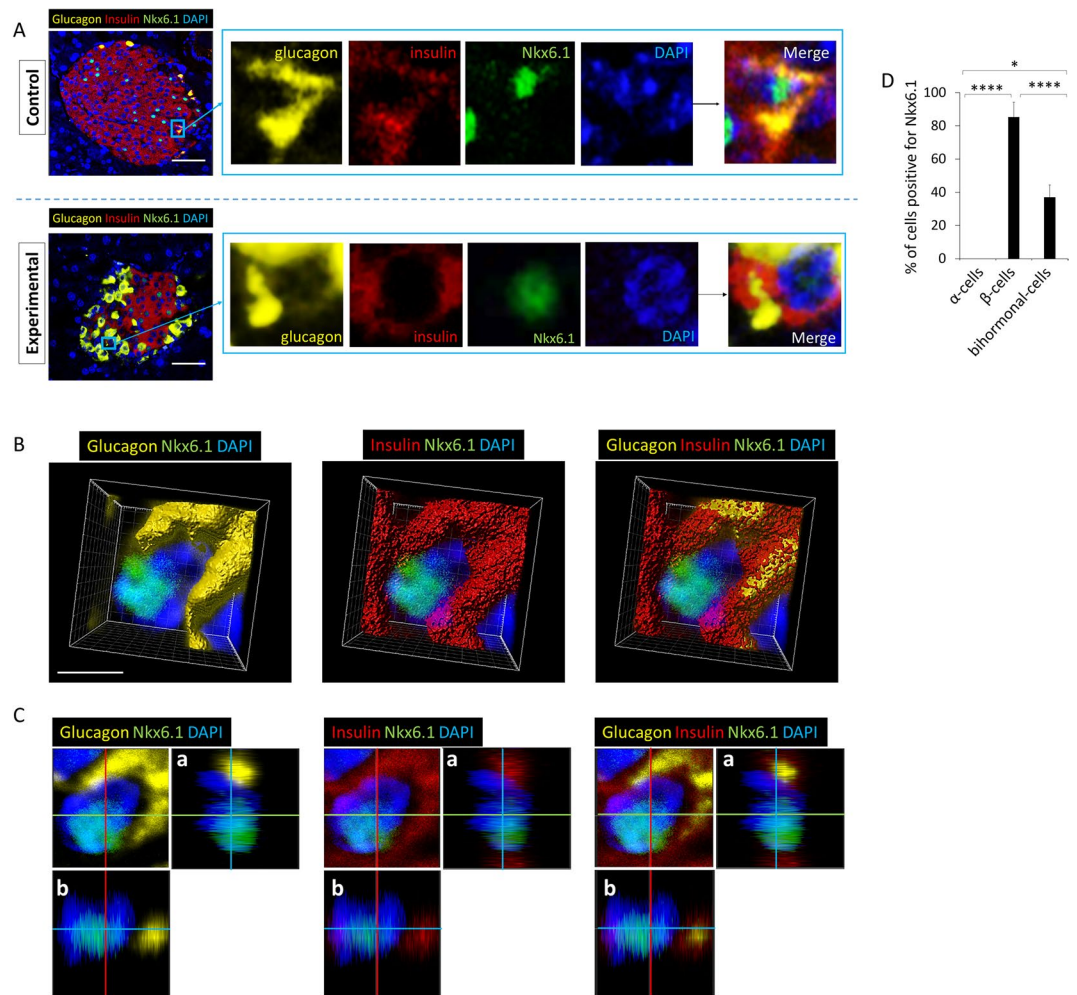 Glucagon Insulin Nkx6.1 DAPI
A
Control
glucagon
insulin
Nkx6.1
DAPI
Merge
Glucagon Insulin Nkx6.1 DAPI
Experimental
glucagon
insulin
Nkx6.1
DAPI
Merge
D
*
**** ****
% of cells positive for Nkx6.1
100
80
60
40
20
0
α-cells
β-cells
bihormonal-cells
B
Glucagon Nkx6.1 DAPI
Insulin Nkx6.1 DAPI
Glucagon Insulin Nkx6.1 DAPI
C
Glucagon Nkx6.1 DAPI
Insulin Nkx6.1 DAPI
Glucagon Insulin Nkx6.1 DAPI
a
a
a
b
b
b